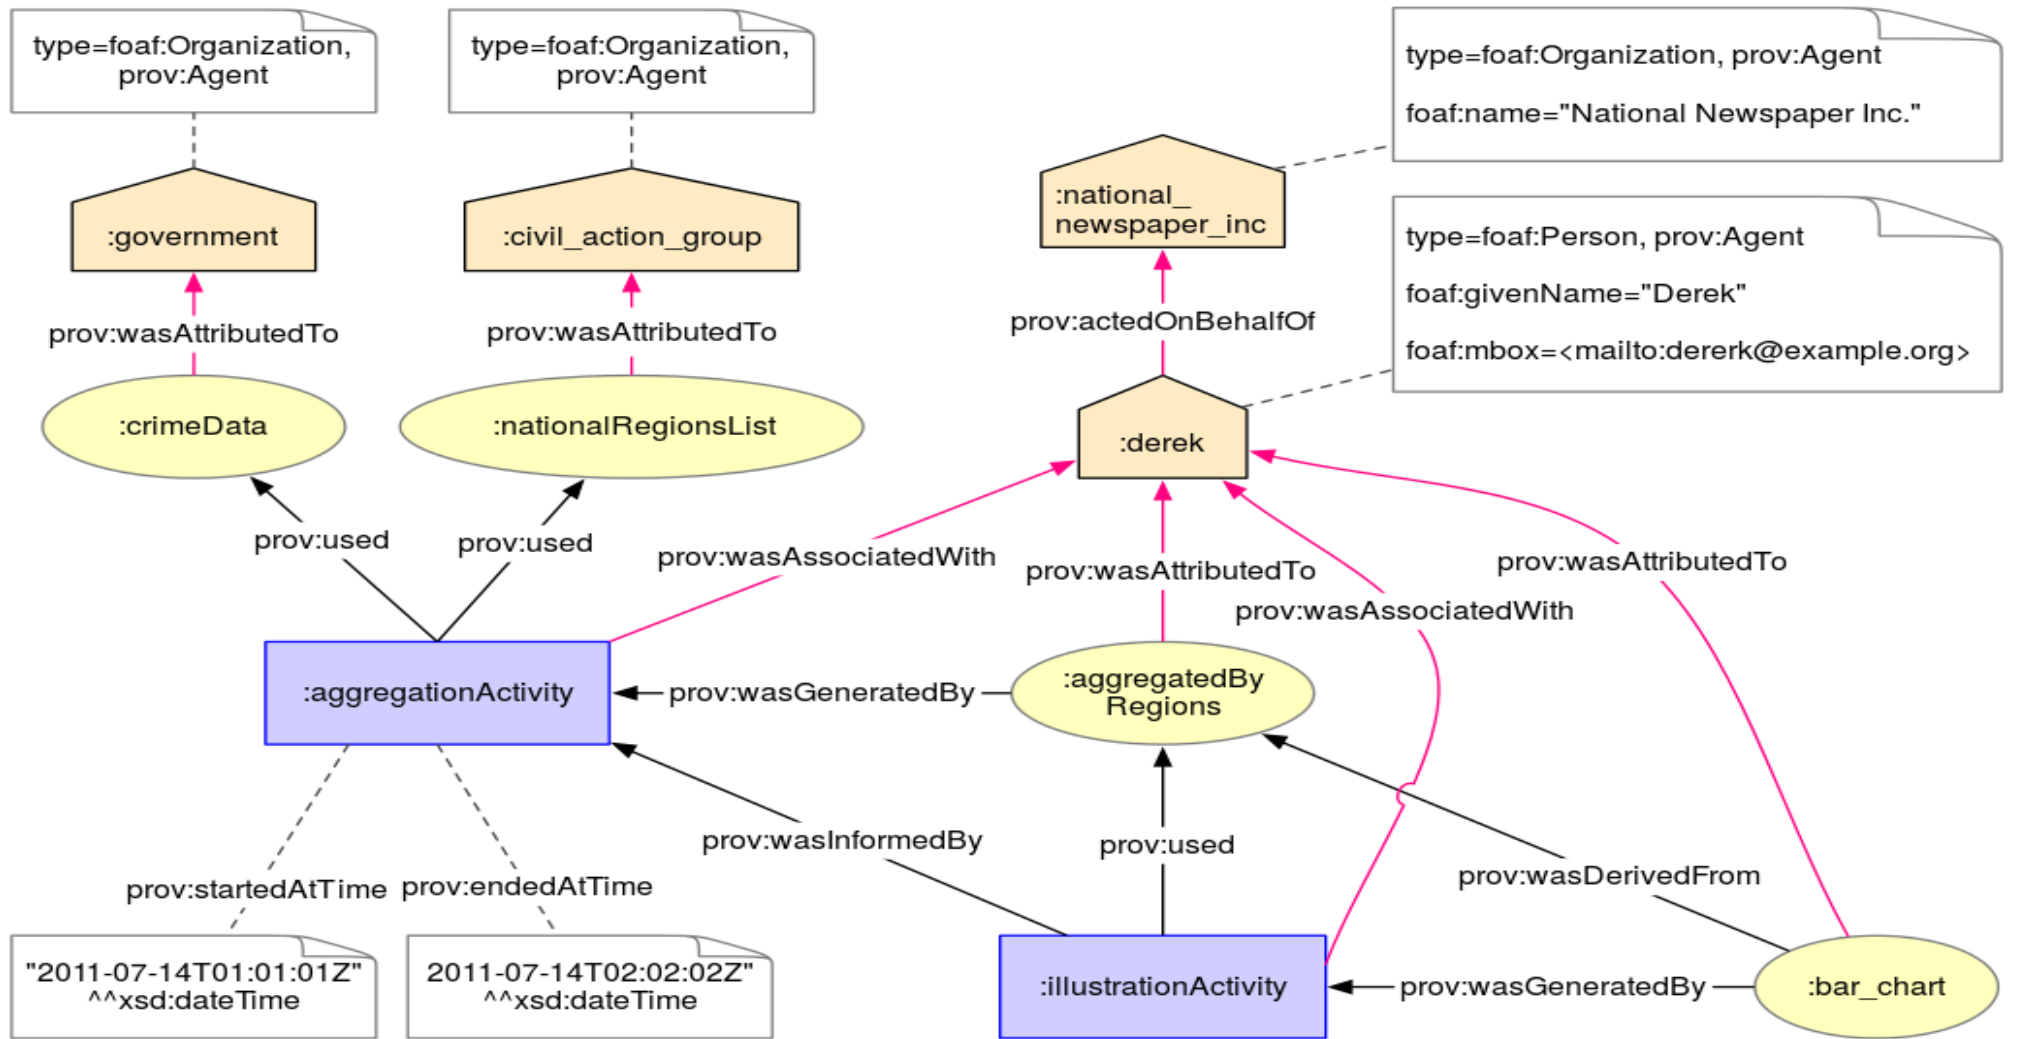 type=foaf:Organization,
prov:Agent
type=foaf:Organization,
prov:Agent
type=foaf:Organization, prov:Agent
foaf:name="National Newspaper Inc."
:government
:civil_action_group
:national_
newspaper_inc
type=foaf:Person, prov:Agent
foaf:givenName="Derek"
foaf:mbox=<mailto:dererk@example.org>
prov:wasAttributedTo
prov:wasAttributedTo
prov:actedOnBehalfOf
:crimeData
:nationalRegionsList
:derek
prov:used
prov:used
prov:wasAssociatedWith
prov:wasAttributedTo
prov:wasAssociatedWith
prov:wasAttributedTo
:aggregationActivity
prov:wasGeneratedBy
:aggregatedBy
Regions
prov:wasInformedBy
prov:used
prov:wasDerivedFrom
prov:startedAtTime
prov:endedAtTime
"2011-07-14T01:01:01Z"
^^xsd:dateTime
2011-07-14T02:02:02Z"
^^xsd:dateTime
:illustrationActivity
prov:wasGeneratedBy
:bar_chart